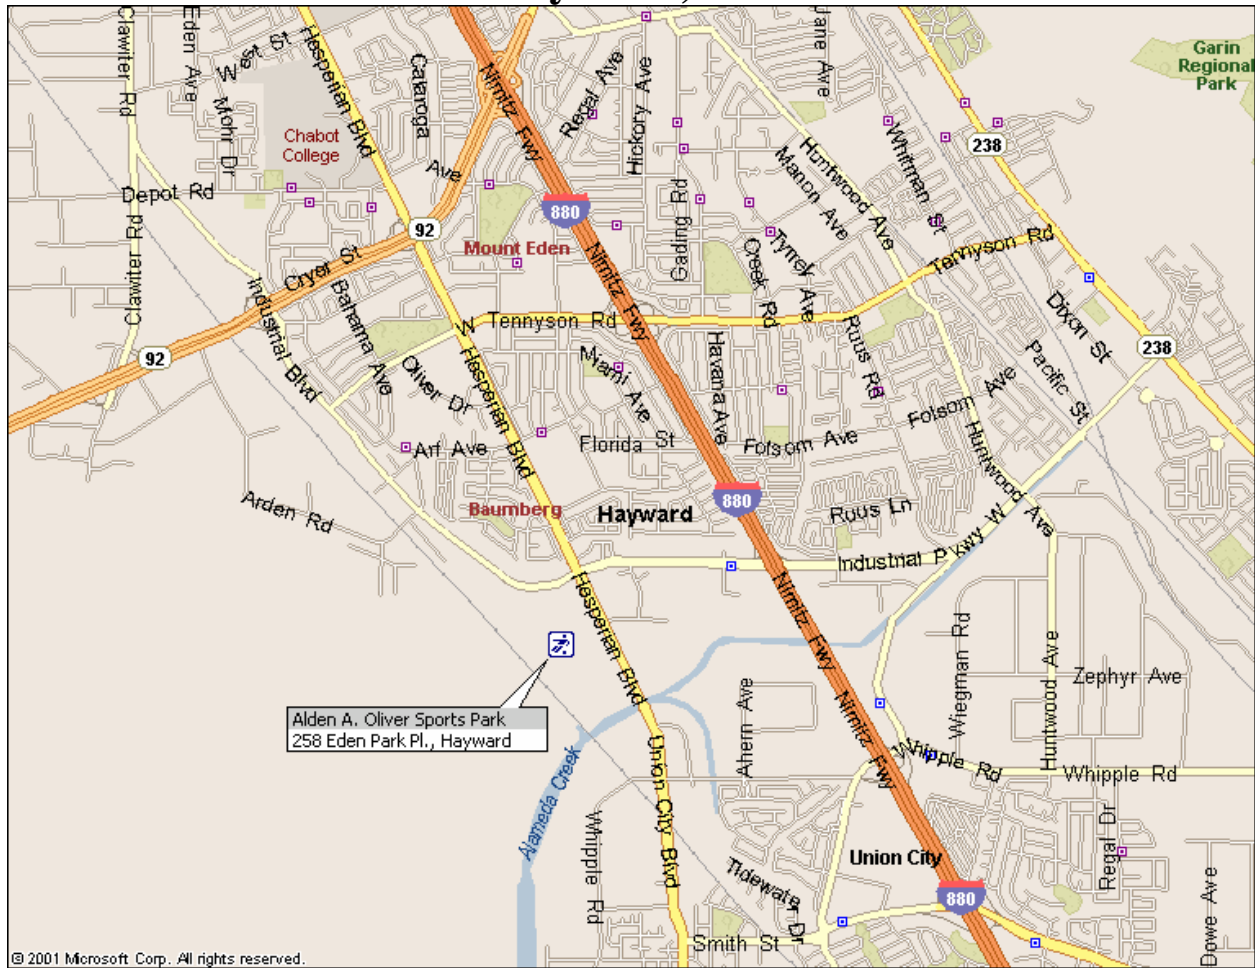 Clawiter Rd
Eden Ave
West St
Mohr Dr
Hesperian Blvd
Calaroga
Ave
Nimitz Fwy
Regal Ave
Hickory Ave
Jane Ave
Garin
Regional
Park
Chabot
College
Huntwood Ave
Manon Ave
Whitman St
238
Depot Rd
Gading Rd
880
92
Mount Eden
Nimitz Fwy
Creek Rd
Tyrrel Ave
Tennyson Rd
Clawiter Rd
Cryer St
Industrial Blvd
Bahama Ave
W Tennyson Rd
Dixon St
238
92
Oliver Dr
Hesperian Blvd
Miami Ave
Havana Ave
Ruus Rd
Pacific St
Folsom Ave
Arf Ave
Florida St
Folsom Ave
Huntwood Ave
Arden Rd
Baumberg
Hayward
880
Ruus Ln
Industrial Pkwy W
Hesperian Blvd
Nimitz Fwy
Wiegman Rd
Huntwood Ave
Zephyr Ave
Alden A. Oliver Sports Park
258 Eden Park Pl., Hayward
Ahern Ave
Nimitz Fwy
Union City Blvd
W
Whipple Rd
Whipple Rd
Alameda Creek
Whipple Rd
Regal Dr
Union City
Tidewater Dr
880
Dowe Ave
Smith St
© 2001 Microsoft Corp. All rights reserved.